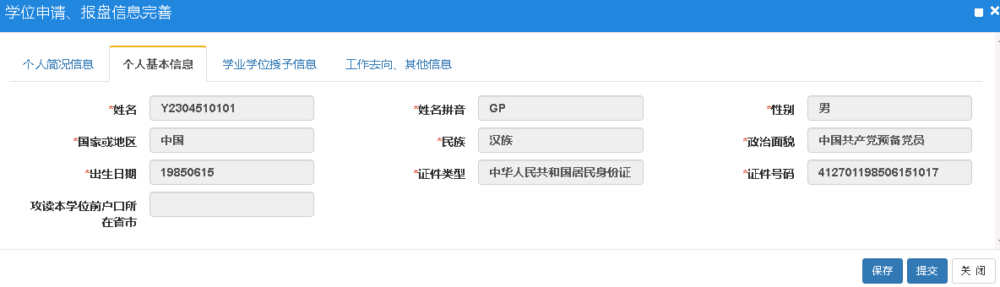 学位申请、报盘信息完善
个人简况信息 个人基本信息 学业学位授予信息 工作去向、其他信息
*姓名 Y2304510101 *姓名拼音 GP *性别 男
*国家或地区 中国 *民族 汉族 *政治面貌 中国共产党预备党员
*出生日期 19850615 *证件类型 中华人民共和国居民身份证 *证件号码 412701198506151017
攻读本学位前户口所
在省市
保存 提交 关 闭